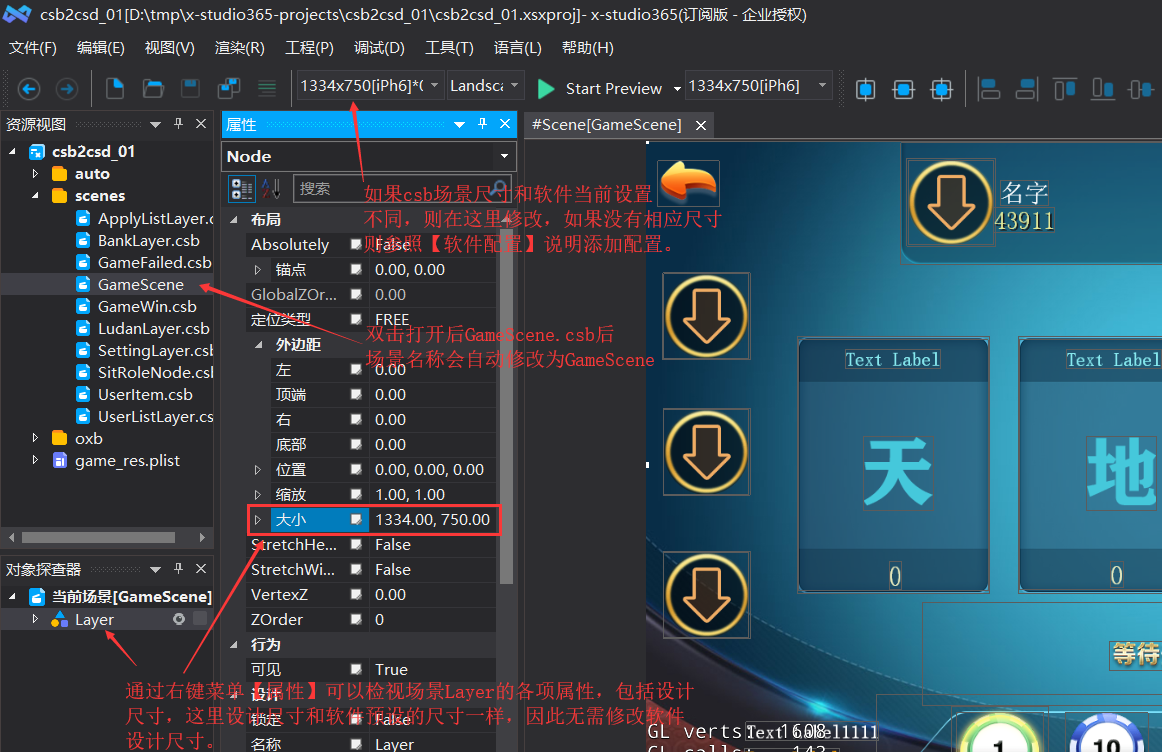 csb2csd_01[D:\tmp\x-studio365-projects\csb2csd_01\csb2csd_01.xsxproj]- x-studio365(订阅版 - 企业授权)
文件(F) 编辑(E) 视图(V) 渲染(R) 工程(P) 调试(D) 工具(T) 语言(L) 帮助(H)
1334x750[iPh6]*( Landsca Start Preview 1334x750[iPh6]
资源视图
csb2csd_01
auto
scenes
ApplyListLayer.c
BankLayer.csb
GameFailed.csb
GameScene
GameWin.csb
LudanLayer.csb
SettingLayer.csb
SitRoleNode.csb
UserItem.csb
UserListLayer.cs
oxb
game_res.plist
对象探查器
当前场景[GameScene]
Layer
属性
Node
搜索
布局
Absolutely False
锚点 0.00, 0.00
GlobalZOr... 0.00
定位类型 FREE
外边距
左 0.00
顶端 0.00
右 0.00
底部 0.00
位置 0.00, 0.00, 0.00
缩放 1.00, 1.00
大小 1334.00, 750.00
StretchHe... False
StretchWi... False
VertexZ 0.00
ZOrder 0
行为
可见 True
设计
锁定 False
名称 Layer
如果csb场景尺寸和软件当前设置
不同，则在这里修改，如果没有相应尺寸
则参照【软件配置】说明添加配置。
双击打开后GameScene.csb后
场景名称会自动修改为GameScene
通过右键菜单【属性】可以检视场景Layer的各项属性，包括设计
尺寸，这里设计尺寸和软件预设的尺寸一样，因此无需修改软件
设计尺寸。
#Scene[GameScene]
名字
43911
Text Label
天
0
Text Label
地
0
等待
GL verts: 1608
Text Label1111
GL calls: 143
1
10